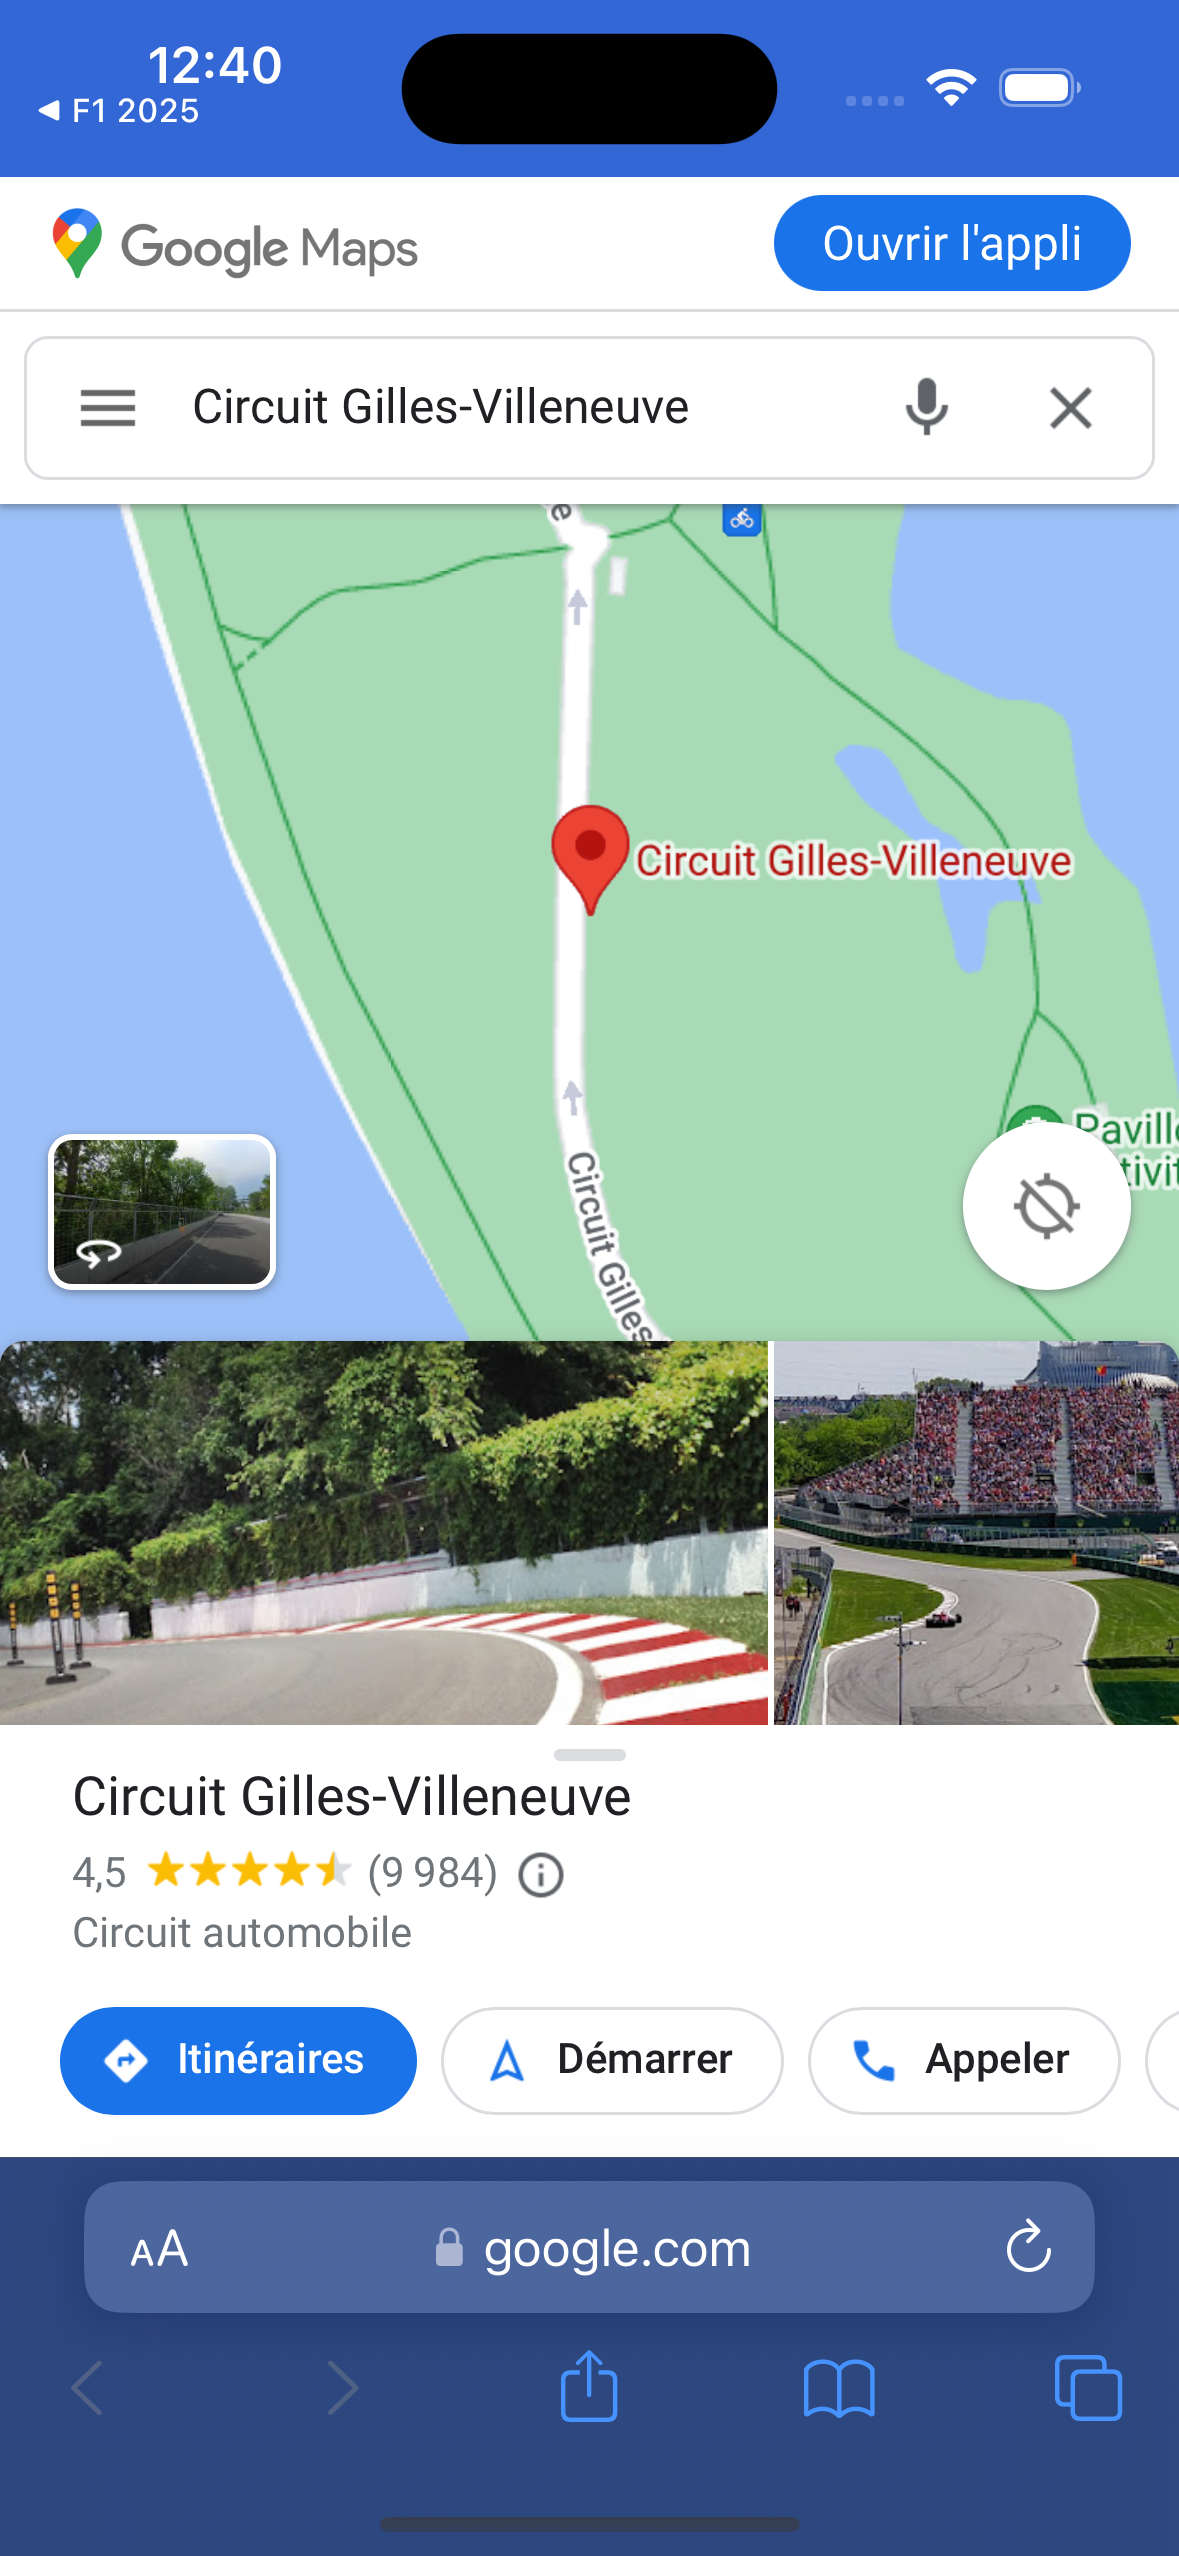 12:40
F1 2025
Google Maps
Ouvrir l'appli
Circuit Gilles-Villeneuve
e
Circuit Gilles-Villeneuve
Pavill
tivit
Circuit Gilles
Circuit Gilles-Villeneuve
4,5 (9 984)
Circuit automobile
Itinéraires
Démarrer
Appeler
AA
google.com